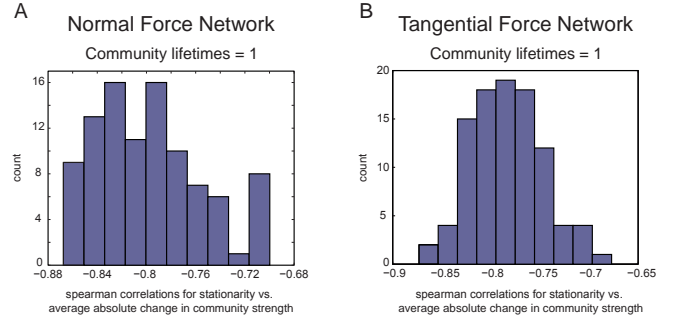 A
Normal Force Network
Community lifetimes = 1
16
12
8
4
0
count
−0.88
−0.84
−0.8
−0.76
−0.72
−0.68
spearman correlations for stationarity vs.
average absolute change in community strength
B
Tangential Force Network
Community lifetimes = 1
20
15
10
5
0
count
−0.9
−0.85
−0.8
−0.75
−0.7
−0.65
spearman correlations for stationarity vs.
average absolute change in community strength